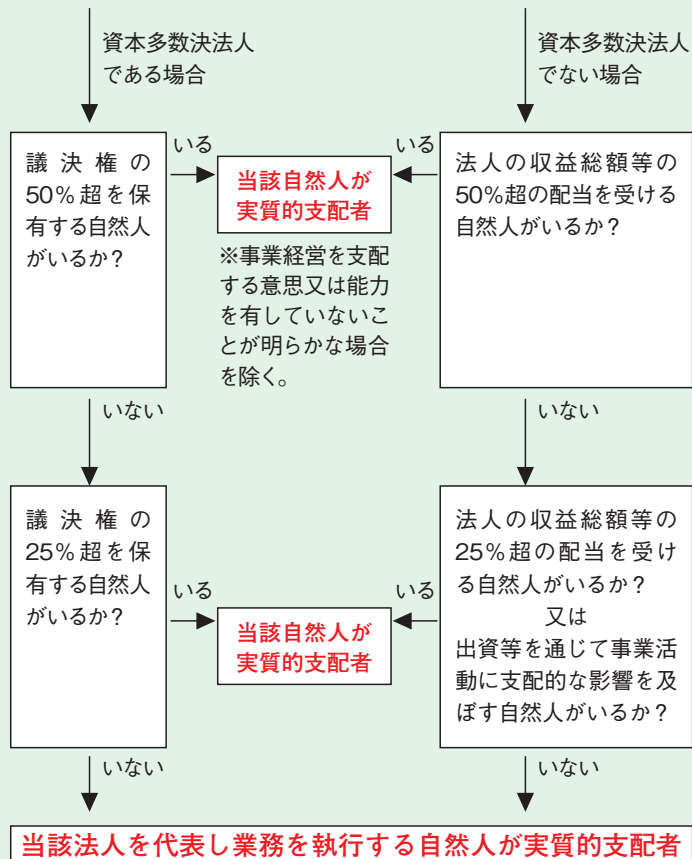 資本多数決法人
である場合
資本多数決法人
でない場合
議決権の
50%超を保
有する自然人
がいるか？
いる
当該自然人が
実質的支配者
※事業経営を支配
する意思又は能力
を有していないこ
とが明らかな場合
を除く。
いる
法人の収益総額等の
50%超の配当を受ける
自然人がいるか？
いない
いない
議決権の
25%超を保
有する自然人
がいるか？
いる
当該自然人が
実質的支配者
いる
法人の収益総額等の
25%超の配当を受け
る自然人がいるか？
又は
出資等を通じて事業活
動に支配的な影響を及
ぼす自然人がいるか？
いない
いない
当該法人を代表し業務を執行する自然人が実質的支配者